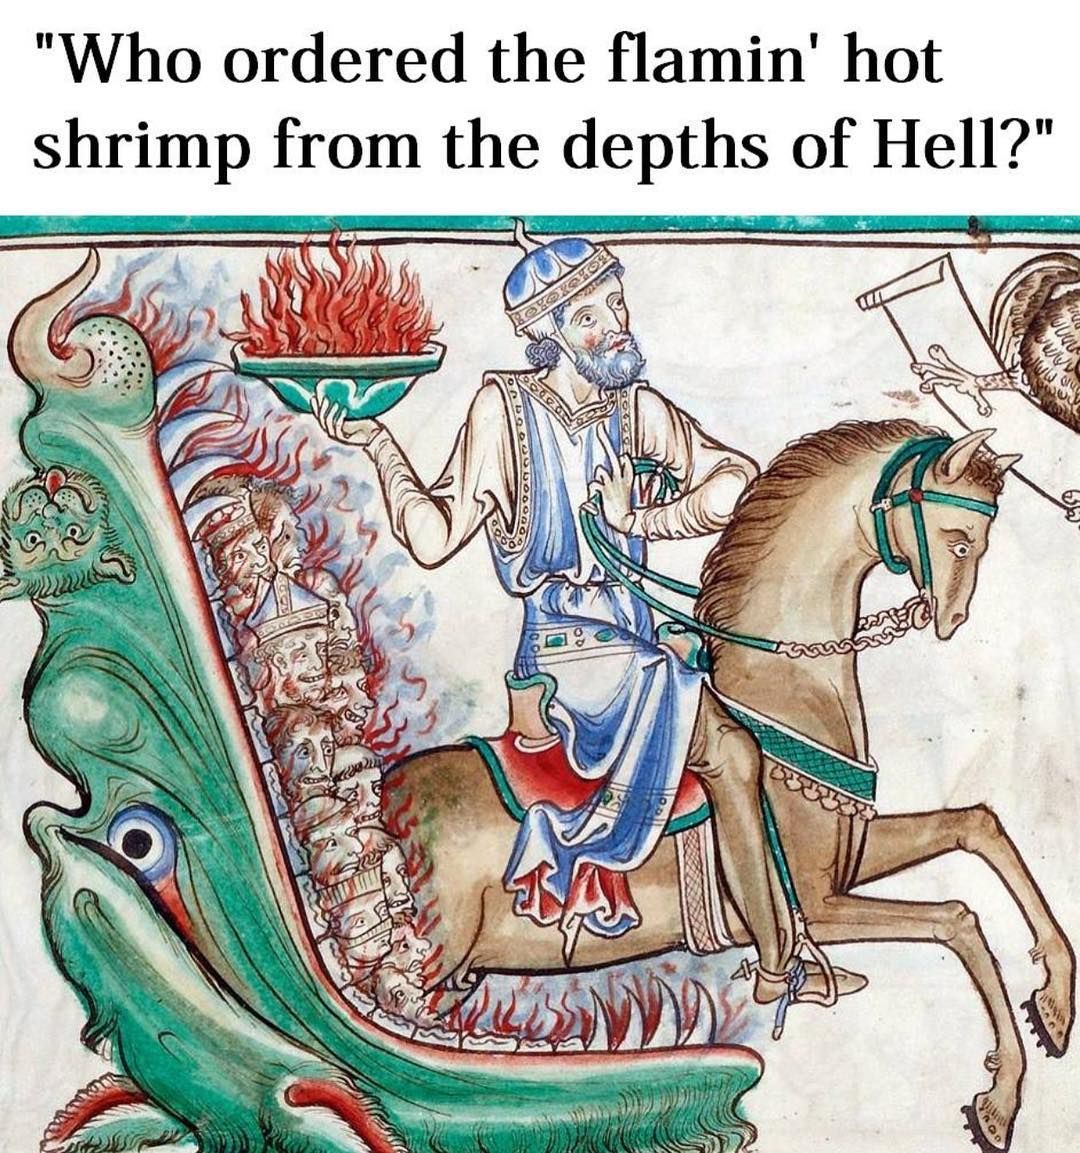 "Who ordered the flamin' hot
shrimp from the depths of Hell?"